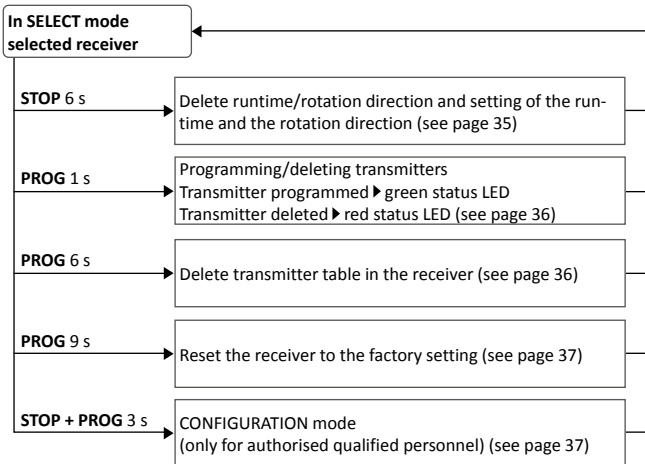 In SELECT mode
selected receiver
STOP 6 s
Delete runtime/rotation direction and setting of the run-
time and the rotation direction (see page 35)
PROG 1 s
Programming/deleting transmitters
Transmitter programmed ▶ green status LED
Transmitter deleted ▶ red status LED (see page 36)
PROG 6 s
Delete transmitter table in the receiver (see page 36)
PROG 9 s
Reset the receiver to the factory setting (see page 37)
STOP + PROG 3 s
CONFIGURATION mode
(only for authorised qualified personnel) (see page 37)